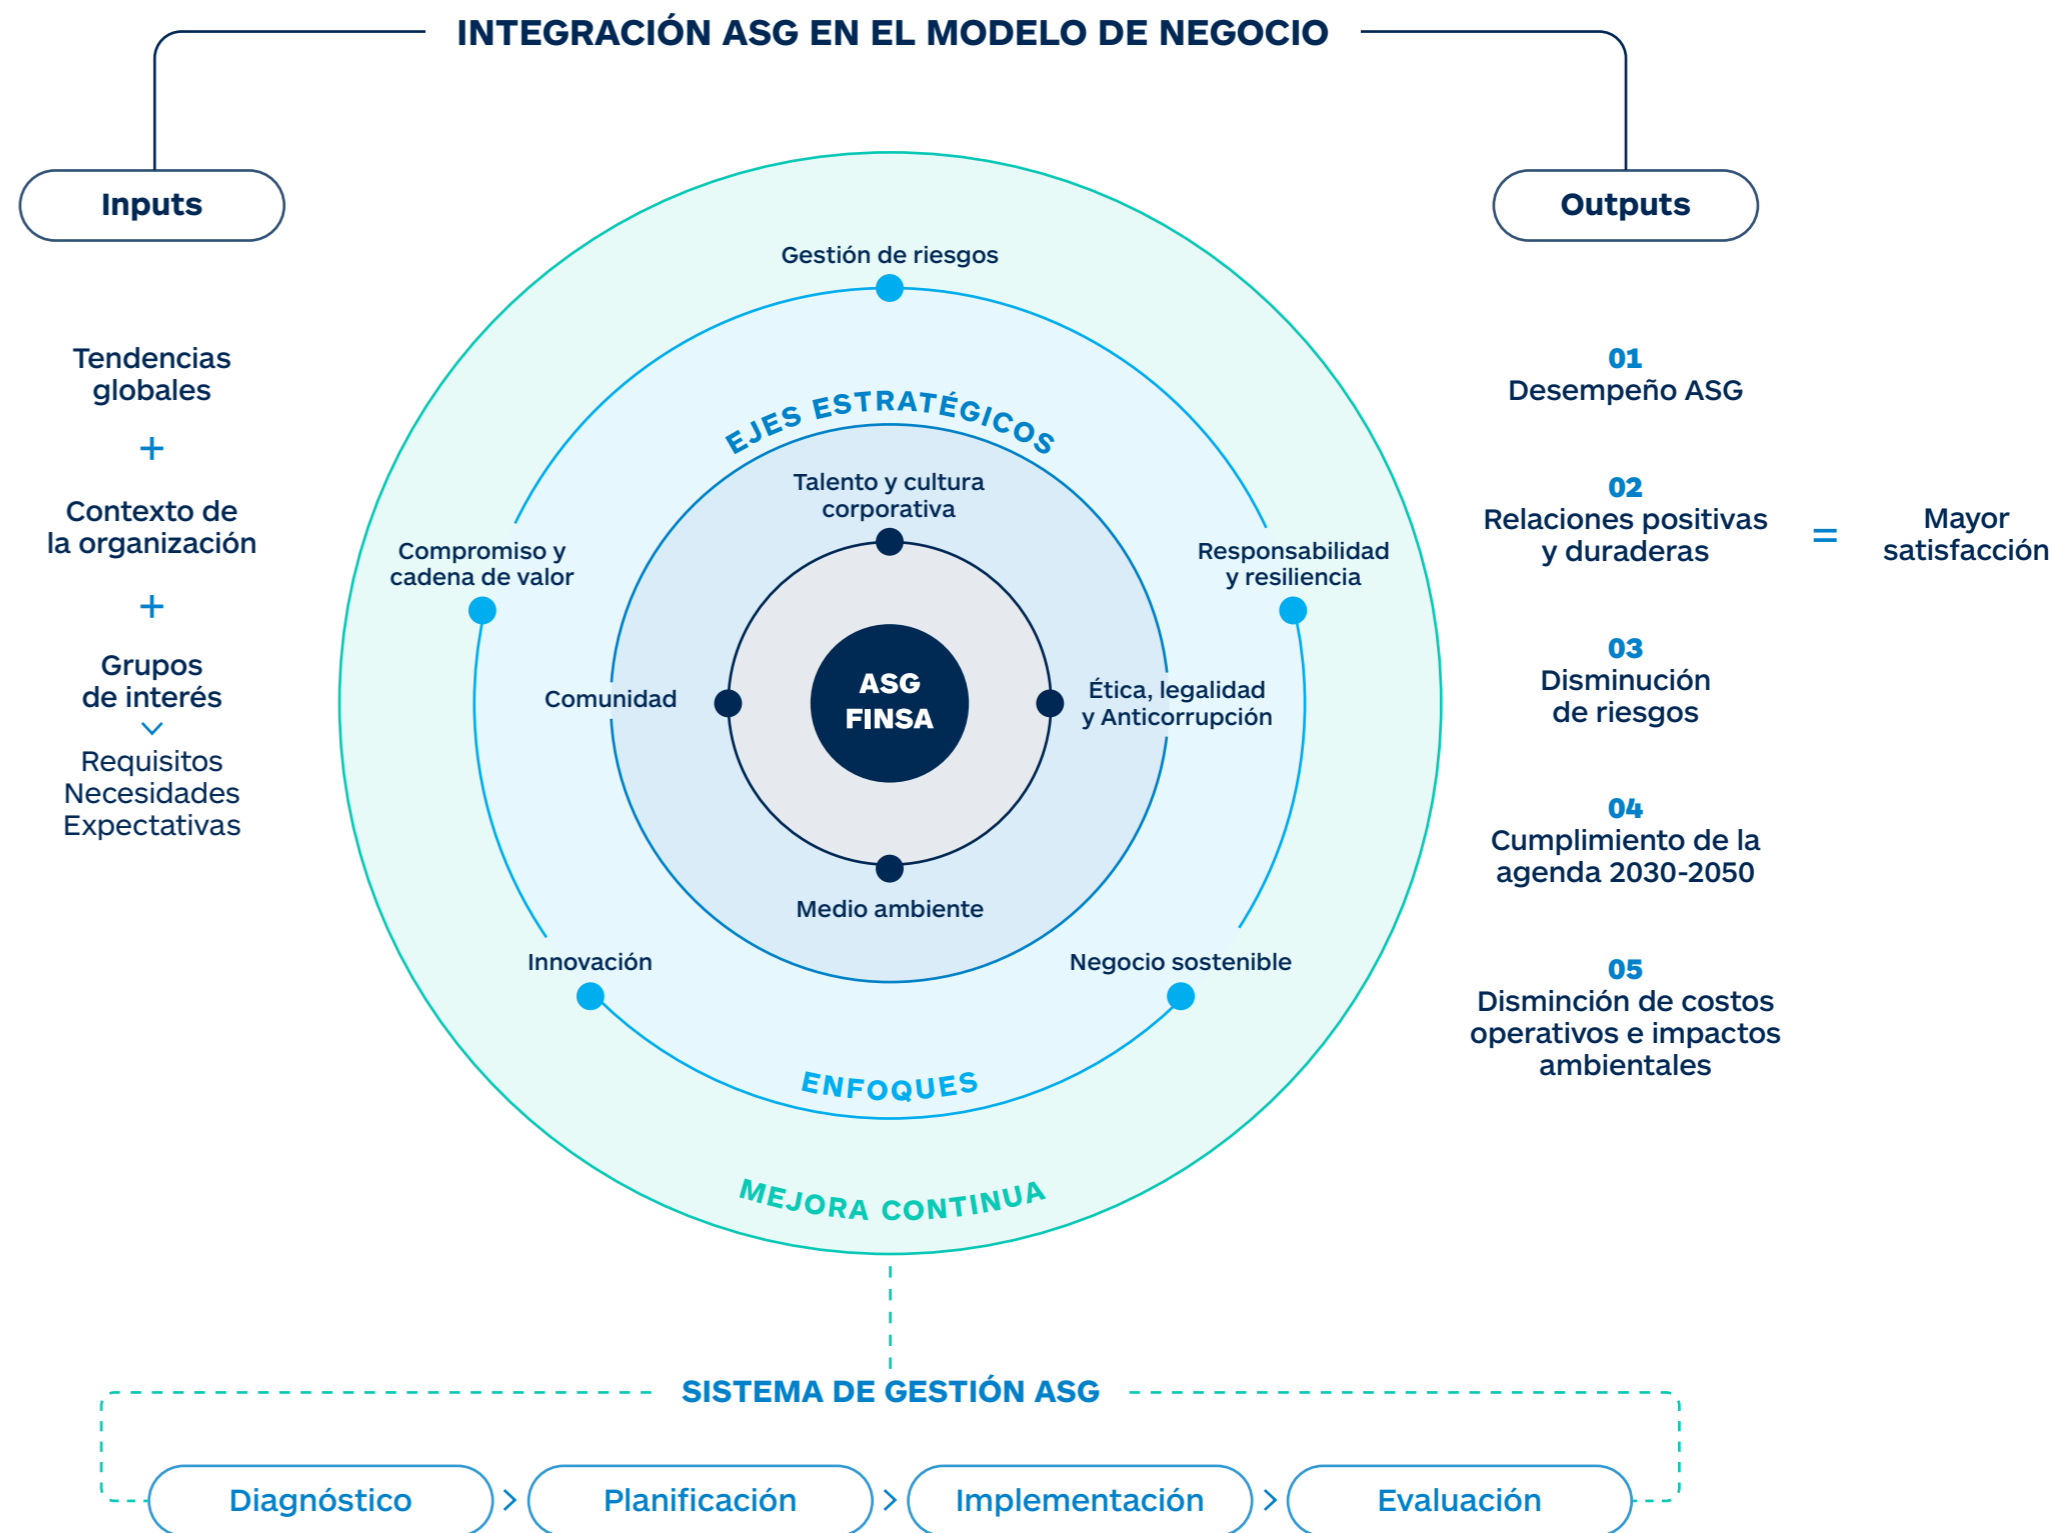 INTEGRACIÓN ASG EN EL MODELO DE NEGOCIO
Inputs
Tendencias
globales
+
Contexto de
la organización
+
Grupos
de interés
Requisitos
Necesidades
Expectativas
Gestión de riesgos
EJES ESTRATÉGICOS
Talento y cultura
corporativa
Compromiso y
cadena de valor
Responsabilidad
y resiliencia
Comunidad
ASG
FINSA
Ética, legalidad
y Anticorrupción
Medio ambiente
Innovación
Negocio sostenible
ENFOQUES
MEJORA CONTINUA
Outputs
01
Desempeño ASG
02
Relaciones positivas
y duraderas
=
Mayor
satisfacción
03
Disminución
de riesgos
04
Cumplimiento de la
agenda 2030-2050
05
Disminción de costos
operativos e impactos
ambientales
SISTEMA DE GESTIÓN ASG
Diagnóstico > Planificación > Implementación > Evaluación